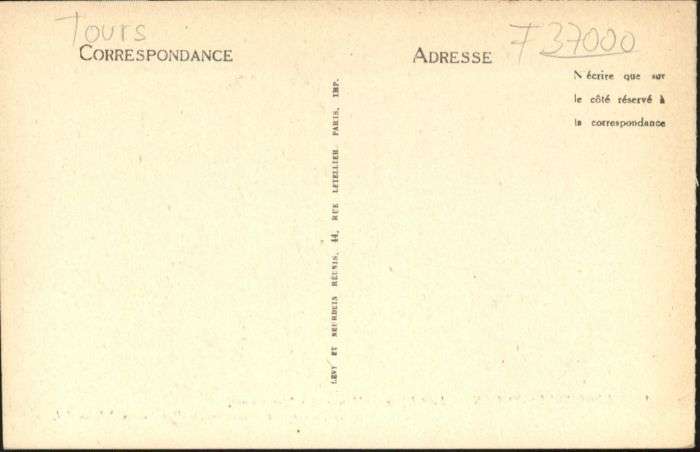 Tours
CORRESPONDANCE
ADRESSE
F 37000
N écrire que sur
le côté réservé à
la correspondance
LEVY ET NEURDEIN RÉUNIS, 44, RUE LETELLIER PARIS, IMP.